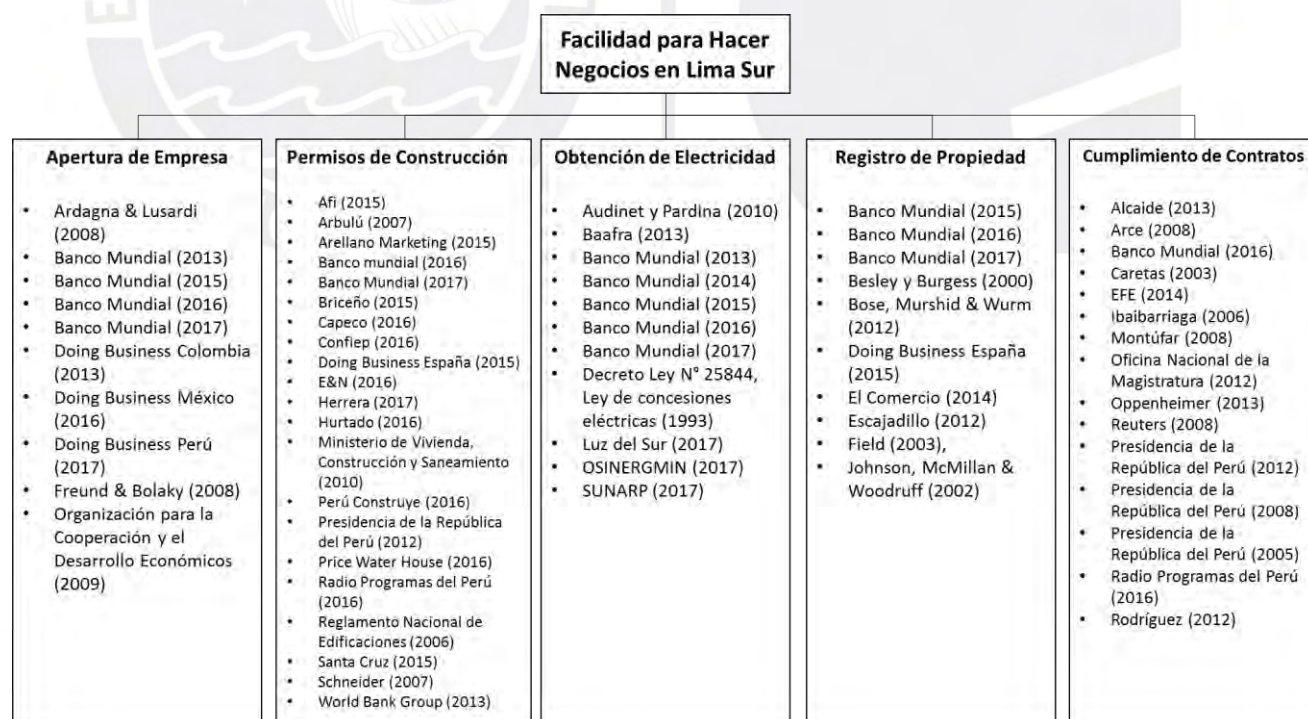 Facilidad para Hacer
Negocios en Lima Sur
Apertura de Empresa
• Ardagna & Lusardi
(2008)
• Banco Mundial (2013)
• Banco Mundial (2015)
• Banco Mundial (2016)
• Banco Mundial (2017)
• Doing Business Colombia
(2013)
• Doing Business México
(2016)
• Doing Business Perú
(2017)
• Freund & Bolaky (2008)
• Organización para la
Cooperación y el
Desarrollo Económicos
(2009)
Permisos de Construcción
• Afi (2015)
• Arbulú (2007)
• Arellano Marketing (2015)
• Banco mundial (2016)
• Banco Mundial (2017)
• Briceño (2015)
• Capeco (2016)
• Confiep (2016)
• Doing Business España (2015)
• E&N (2016)
• Herrera (2017)
• Hurtado (2016)
• Ministerio de Vivienda,
Construcción y Saneamiento
(2010)
• Perú Construye (2016)
• Presidencia de la República
del Perú (2012)
• Price Water House (2016)
• Radio Programas del Perú
(2016)
• Reglamento Nacional de
Edificaciones (2006)
• Santa Cruz (2015)
• Schneider (2007)
• World Bank Group (2013)
Obtención de Electricidad
• Audinet y Pardina (2010)
• Baafra (2013)
• Banco Mundial (2013)
• Banco Mundial (2014)
• Banco Mundial (2015)
• Banco Mundial (2016)
• Banco Mundial (2017)
• Decreto Ley N° 25844,
Ley de concesiones
eléctricas (1993)
• Luz del Sur (2017)
• OSINERGMIN (2017)
• SUNARP (2017)
Registro de Propiedad
• Banco Mundial (2015)
• Banco Mundial (2016)
• Banco Mundial (2017)
• Besley y Burgess (2000)
• Bose, Murshid & Wurm
(2012)
• Doing Business España
(2015)
• El Comercio (2014)
• Escajadillo (2012)
• Field (2003),
• Johnson, McMillan &
Woodruff (2002)
Cumplimiento de Contratos
• Alcaide (2013)
• Arce (2008)
• Banco Mundial (2016)
• Caretas (2003)
• EFE (2014)
• Ibaibarriaga (2006)
• Montúfar (2008)
• Oficina Nacional de la
Magistratura (2012)
• Oppenheimer (2013)
• Reuters (2008)
• Presidencia de la
República del Perú (2012)
• Presidencia de la
República del Perú (2008)
• Presidencia de la
República del Perú (2005)
• Radio Programas del Perú
(2016)
• Rodríguez (2012)